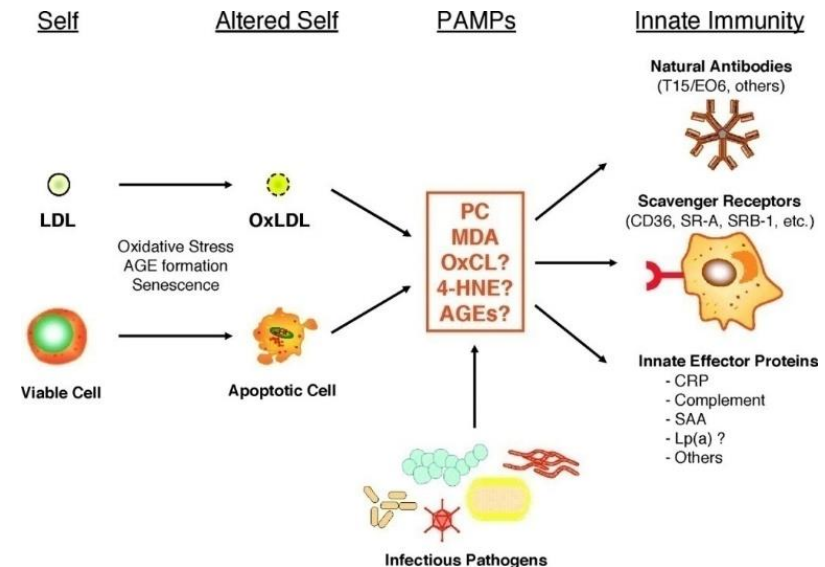 Self
Altered Self
PAMPs
Innate Immunity
Natural Antibodies
(T15/EO6, others)
LDL
OxLDL
Oxidative Stress
AGE formation
Senescence
Viable Cell
Apoptotic Cell
PC
MDA
OxCL?
4-HNE?
AGEs?
Scavenger Receptors
(CD36, SR-A, SRB-1, etc.)
Innate Effector Proteins
- CRP
- Complement
- SAA
- Lp(a) ?
- Others
Infectious Pathogens